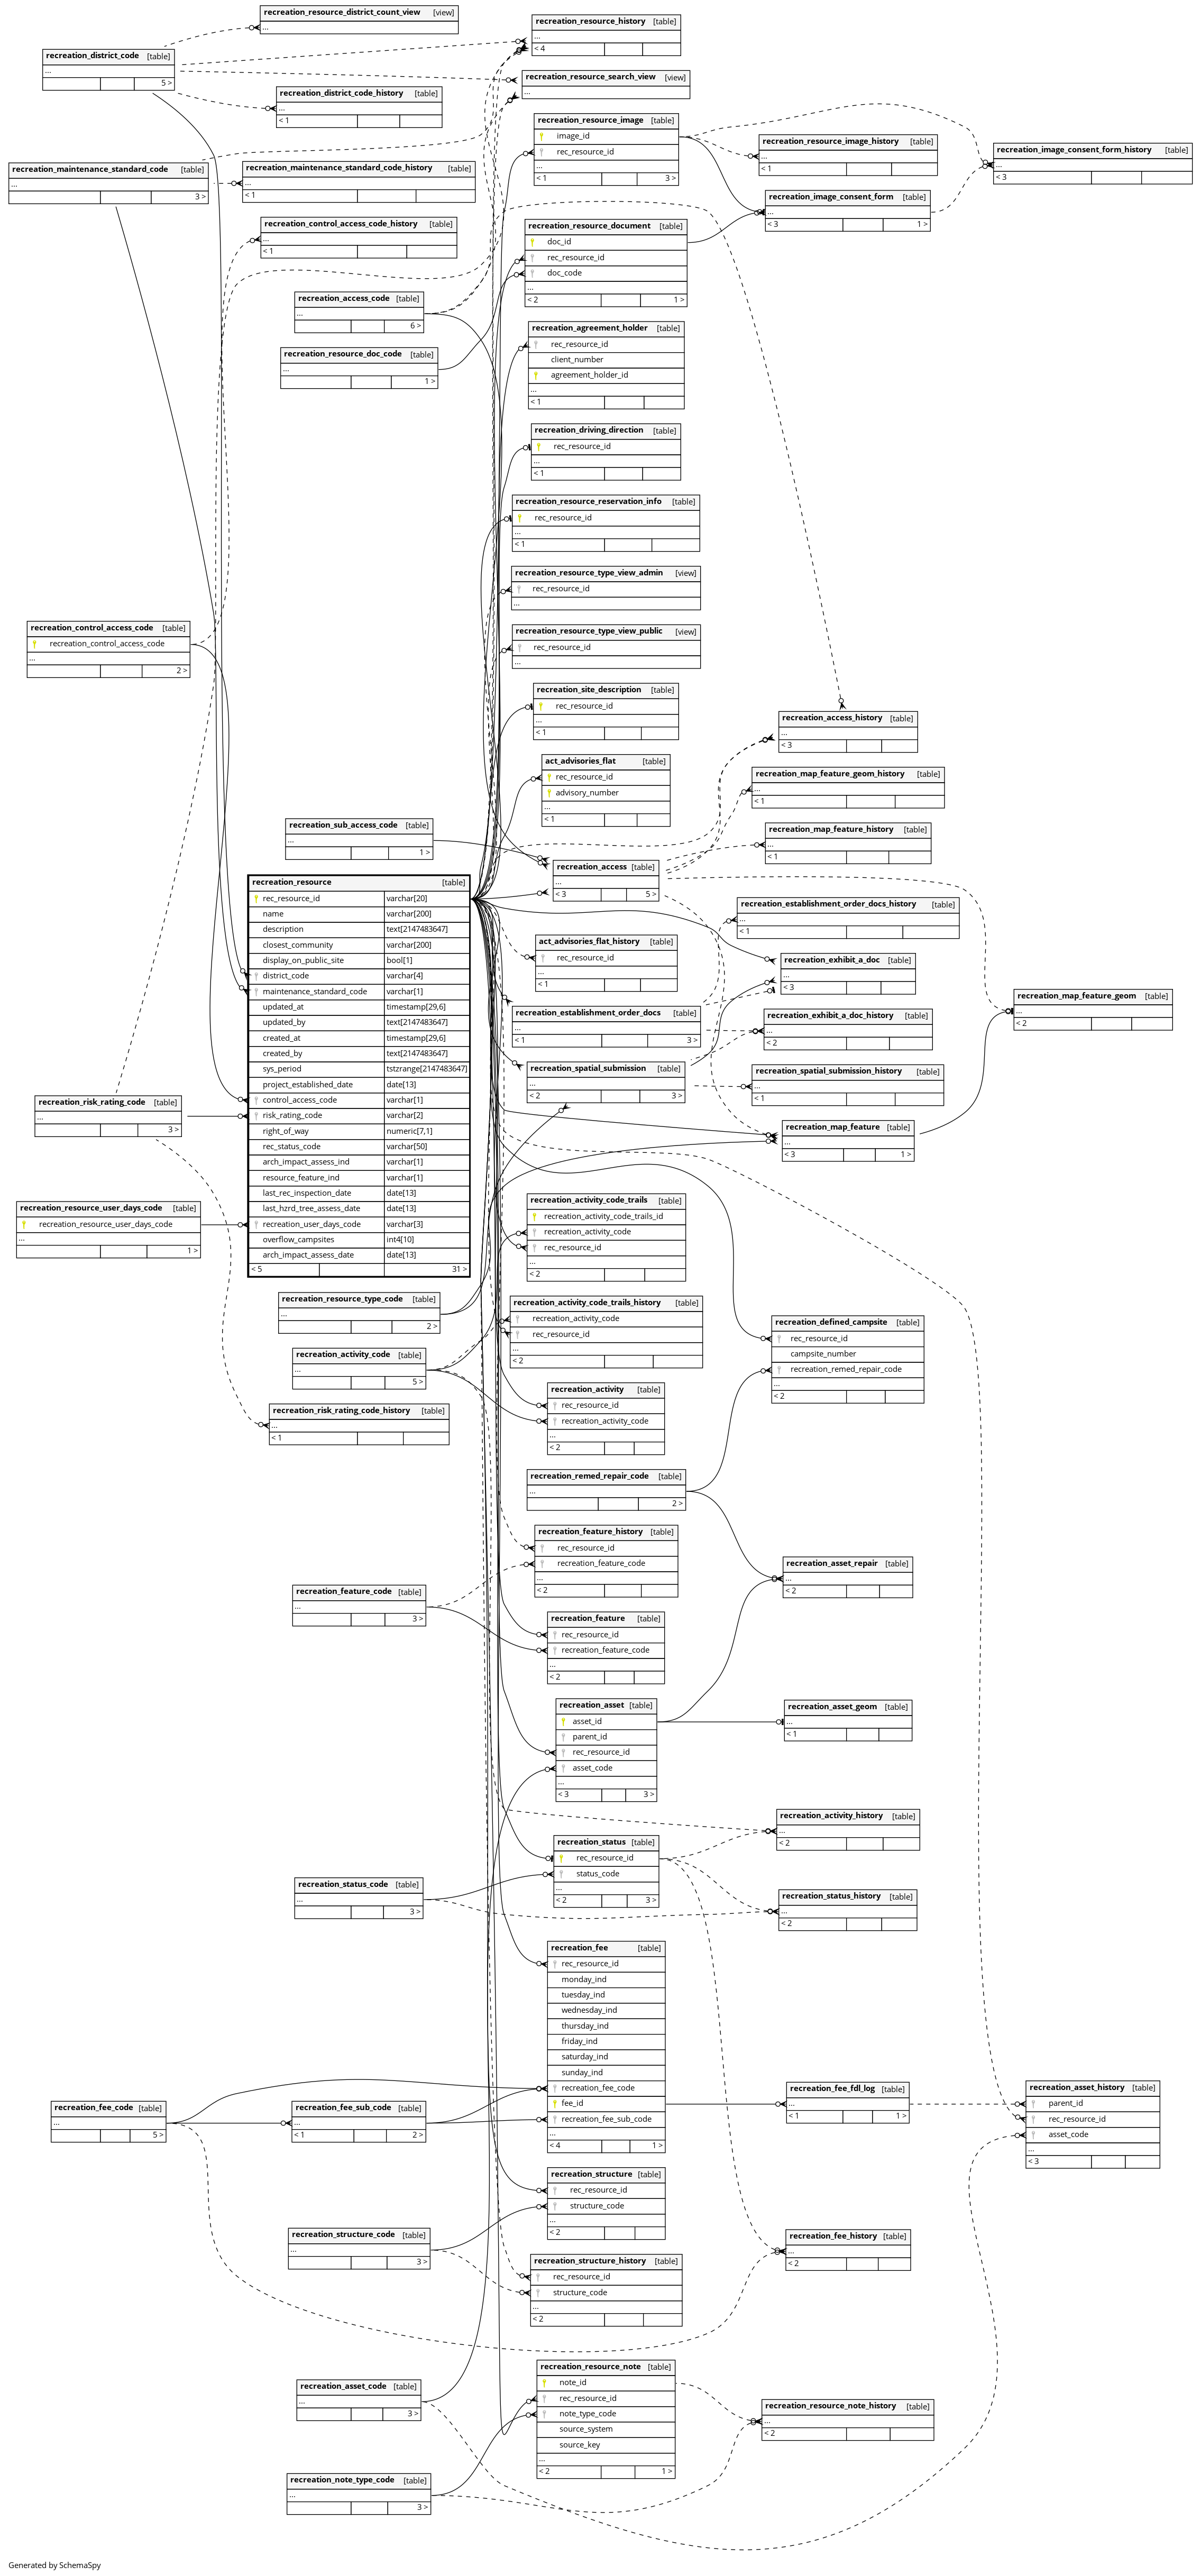 recreation_resource_district_count_view [view]
...
recreation_district_code [table]
...
5 >
recreation_district_code_history [table]
...
< 1
recreation_maintenance_standard_code [table]
...
3 >
recreation_maintenance_standard_code_history [table]
...
< 1
recreation_control_access_code_history [table]
...
< 1
recreation_access_code [table]
...
6 >
recreation_resource_doc_code [table]
...
1 >
recreation_control_access_code [table]
recreation_control_access_code
...
2 >
recreation_sub_access_code [table]
...
1 >
recreation_resource [table]
rec_resource_id varchar[20]
name varchar[200]
description text[2147483647]
closest_community varchar[200]
display_on_public_site bool[1]
district_code varchar[4]
maintenance_standard_code varchar[1]
updated_at timestamp[29,6]
updated_by text[2147483647]
created_at timestamp[29,6]
created_by text[2147483647]
sys_period tstzrange[2147483647]
project_established_date date[13]
control_access_code varchar[1]
risk_rating_code varchar[2]
right_of_way numeric[7,1]
rec_status_code varchar[50]
arch_impact_assess_ind varchar[1]
resource_feature_ind varchar[1]
last_rec_inspection_date date[13]
last_hzrd_tree_assess_date date[13]
recreation_user_days_code varchar[3]
overflow_campsites int4[10]
arch_impact_assess_date date[13]
< 5 31 >
recreation_risk_rating_code [table]
...
3 >
recreation_resource_user_days_code [table]
recreation_resource_user_days_code
...
1 >
recreation_resource_type_code [table]
...
2 >
recreation_activity_code [table]
...
5 >
recreation_risk_rating_code_history [table]
...
< 1
recreation_feature_code [table]
...
3 >
recreation_status_code [table]
...
3 >
recreation_fee_code [table]
...
5 >
recreation_fee_sub_code [table]
...
< 1 2 >
recreation_structure_code [table]
...
3 >
recreation_asset_code [table]
...
3 >
recreation_note_type_code [table]
...
3 >
recreation_resource_history [table]
...
< 4
recreation_resource_search_view [view]
...
recreation_resource_image [table]
image_id
rec_resource_id
...
< 1 3 >
recreation_resource_document [table]
doc_id
rec_resource_id
doc_code
...
< 2 1 >
recreation_agreement_holder [table]
rec_resource_id
client_number
agreement_holder_id
...
< 1
recreation_driving_direction [table]
rec_resource_id
...
< 1
recreation_resource_reservation_info [table]
rec_resource_id
...
< 1
recreation_resource_type_view_admin [view]
rec_resource_id
...
recreation_resource_type_view_public [view]
rec_resource_id
...
recreation_site_description [table]
rec_resource_id
...
< 1
act_advisories_flat [table]
rec_resource_id
advisory_number
...
< 1
recreation_access [table]
...
< 3 5 >
act_advisories_flat_history [table]
rec_resource_id
...
< 1
recreation_establishment_order_docs [table]
...
< 1 3 >
recreation_spatial_submission [table]
...
< 2 3 >
recreation_activity_code_trails [table]
recreation_activity_code_trails_id
recreation_activity_code
rec_resource_id
...
< 2
recreation_activity_code_trails_history [table]
recreation_activity_code
rec_resource_id
...
< 2
recreation_activity [table]
rec_resource_id
recreation_activity_code
...
< 2
recreation_remed_repair_code [table]
...
2 >
recreation_feature_history [table]
rec_resource_id
recreation_feature_code
...
< 2
recreation_feature [table]
rec_resource_id
recreation_feature_code
...
< 2
recreation_asset [table]
asset_id
parent_id
rec_resource_id
asset_code
...
< 3 3 >
recreation_status [table]
rec_resource_id
status_code
...
< 2 3 >
recreation_fee [table]
rec_resource_id
monday_ind
tuesday_ind
wednesday_ind
thursday_ind
friday_ind
saturday_ind
sunday_ind
recreation_fee_code
fee_id
recreation_fee_sub_code
...
< 4 1 >
recreation_structure [table]
rec_resource_id
structure_code
...
< 2
recreation_structure_history [table]
rec_resource_id
structure_code
...
< 2
recreation_resource_note [table]
note_id
rec_resource_id
note_type_code
source_system
source_key
...
< 2 1 >
recreation_resource_image_history [table]
...
< 1
recreation_image_consent_form [table]
...
< 3 1 >
recreation_image_consent_form_history [table]
...
< 3
recreation_access_history [table]
...
< 3
recreation_map_feature_geom_history [table]
...
< 1
recreation_map_feature_history [table]
...
< 1
recreation_establishment_order_docs_history [table]
...
< 1
recreation_exhibit_a_doc [table]
...
< 3
recreation_exhibit_a_doc_history [table]
...
< 2
recreation_spatial_submission_history [table]
...
< 1
recreation_map_feature [table]
...
< 3 1 >
recreation_map_feature_geom [table]
...
< 2
recreation_defined_campsite [table]
rec_resource_id
campsite_number
recreation_remed_repair_code
...
< 2
recreation_asset_repair [table]
...
< 2
recreation_asset_geom [table]
...
< 1
recreation_activity_history [table]
...
< 2
recreation_status_history [table]
...
< 2
recreation_fee_fdl_log [table]
...
< 1 1 >
recreation_asset_history [table]
parent_id
rec_resource_id
asset_code
...
< 3
recreation_fee_history [table]
...
< 2
recreation_resource_note_history [table]
...
< 2
Generated by SchemaSpy